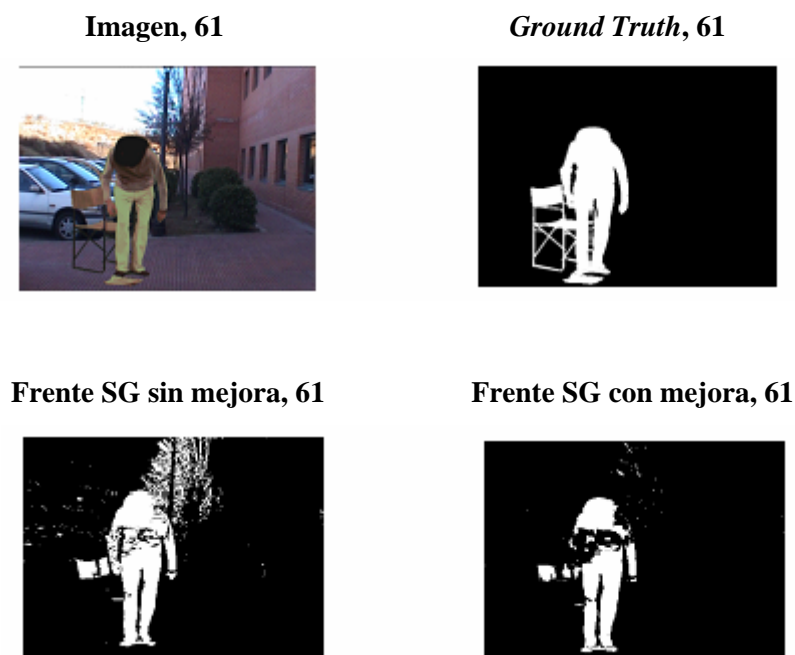 Imagen, 61
Ground Truth, 61
Frente SG sin mejora, 61
Frente SG con mejora, 61